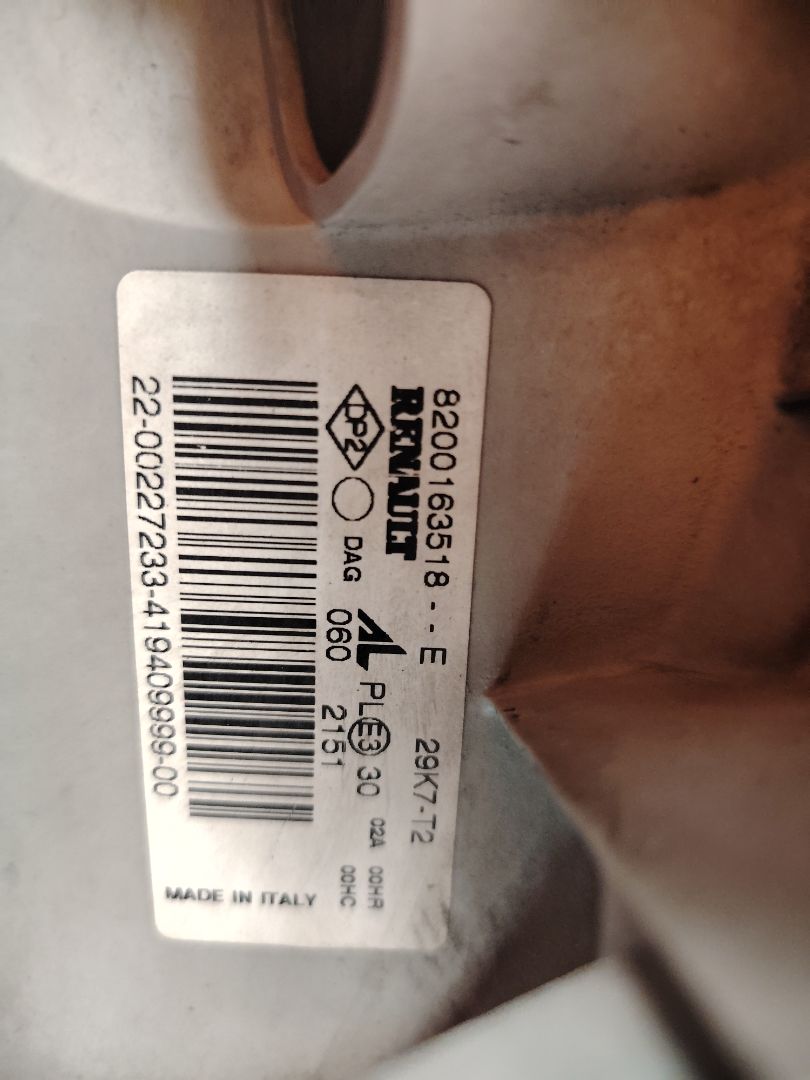 8200163518--E 29K7-T2
RENAULT
AL PL E3 30 02A 00HR
DP2 DAG 060 2151 00HC
22-00227233-419409999-00
MADE IN ITALY